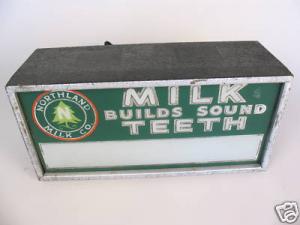 NORTHLAND
MILK CO.
MILK
BUILDS SOUND
TEETH